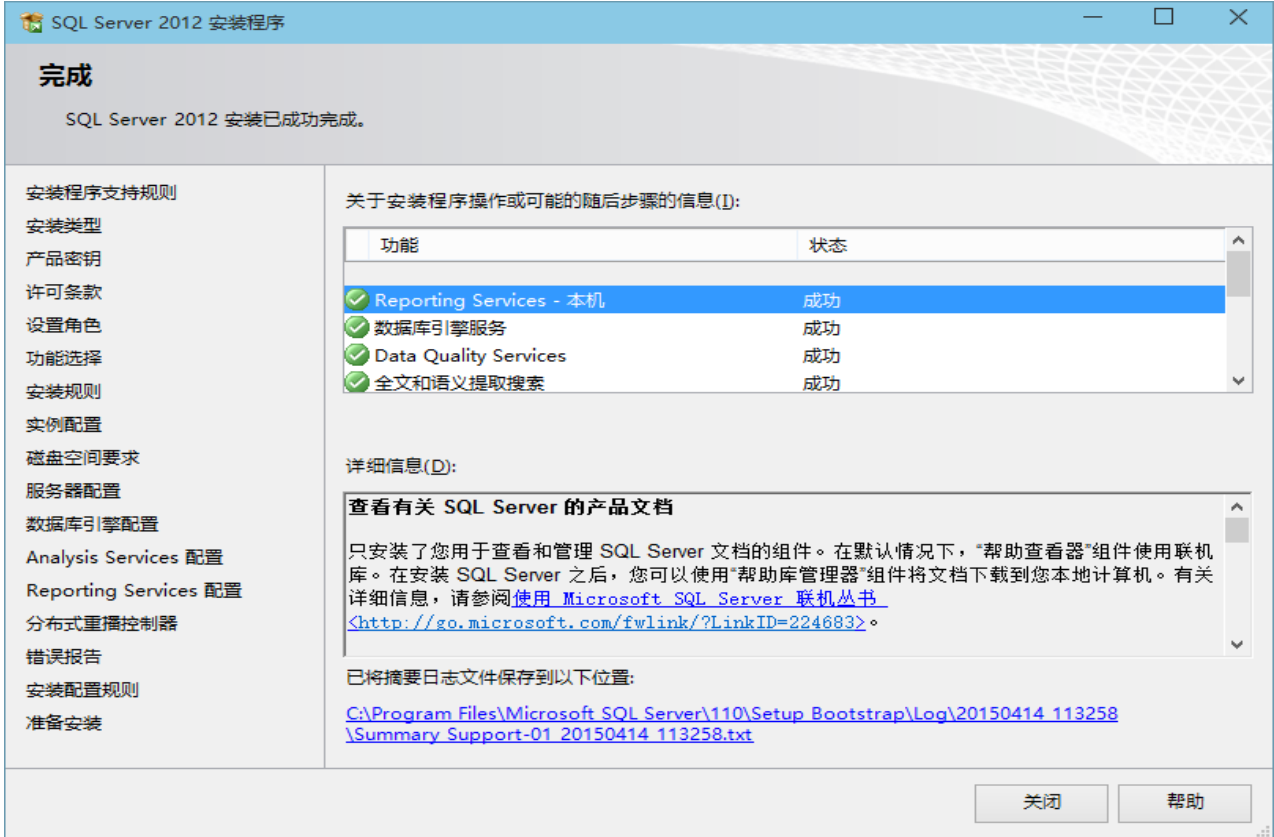 SQL Server 2012 安装程序
完成
SQL Server 2012 安装已成功完成。
安装程序支持规则
安装类型
产品密钥
许可条款
设置角色
功能选择
安装规则
实例配置
磁盘空间要求
服务器配置
数据库引擎配置
Analysis Services 配置
Reporting Services 配置
分布式重播控制器
错误报告
安装配置规则
准备安装
关于安装程序操作或可能的随后步骤的信息(I):
功能 状态
Reporting Services - 本机 成功
数据库引擎服务 成功
Data Quality Services 成功
全文和语义提取搜索 成功
详细信息(D):
查看有关 SQL Server 的产品文档
只安装了您用于查看和管理 SQL Server 文档的组件。在默认情况下，“帮助查看器”组件使用联机
库。在安装 SQL Server 之后，您可以使用“帮助库管理器”组件将文档下载到您本地计算机。有关
详细信息，请参阅使用 Microsoft SQL Server 联机丛书
<http://go.microsoft.com/fwlink/?LinkID=224683>。
已将摘要日志文件保存到以下位置:
C:\Program Files\Microsoft SQL Server\110\Setup Bootstrap\Log\20150414_113258
\Summary_Support-01_20150414_113258.txt
关闭 帮助